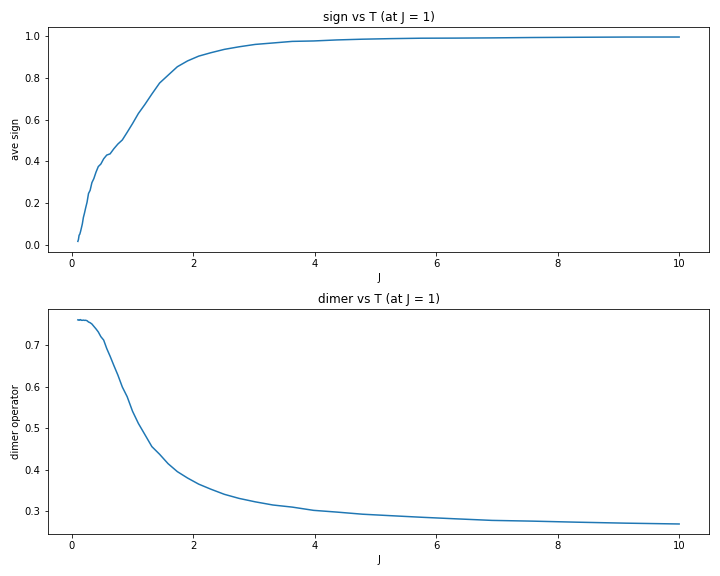 sign vs T (at J = 1)
ave sign
1.0
0.8
0.6
0.4
0.2
0.0
0 2 4 6 8 10
J
dimer vs T (at J = 1)
dimer operator
0.7
0.6
0.5
0.4
0.3
0 2 4 6 8 10
J